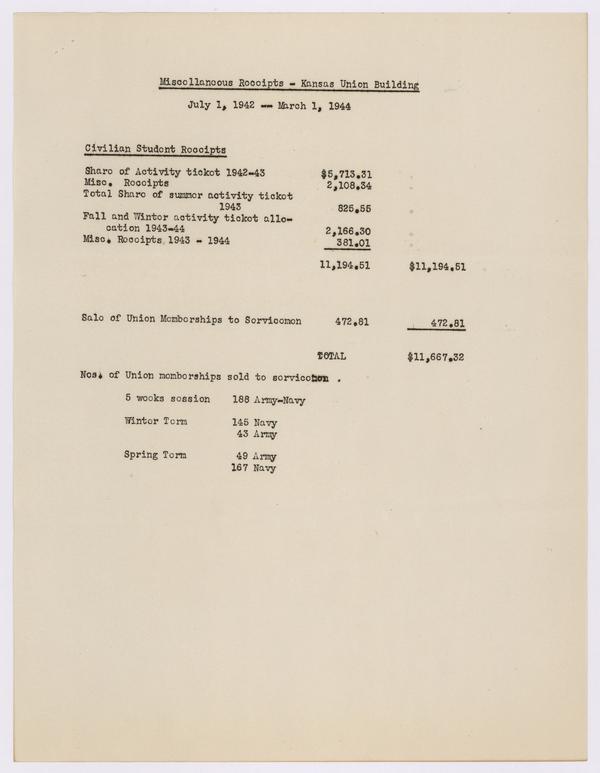 Miscellaneous Receipts - Kansas Union Building
July 1, 1942 -- March 1, 1944
Civilian Student Receipts
Share of Activity ticket 1942-43 $5,713.31
Misc. Receipts 2,108.34
Total Share of summer activity ticket
1943 825.55
Fall and Winter activity ticket allo-
cation 1943-44 2,166.30
Misc. Receipts 1943 - 1944 381.01
11,194.51 $11,194.51
Sale of Union Memberships to Servicemen 472.81 472.81
TOTAL $11,667.32
Nos. of Union memberships sold to servicemen .
5 weeks session 188 Army-Navy
Winter Term 145 Navy
43 Army
Spring Term 49 Army
167 Navy